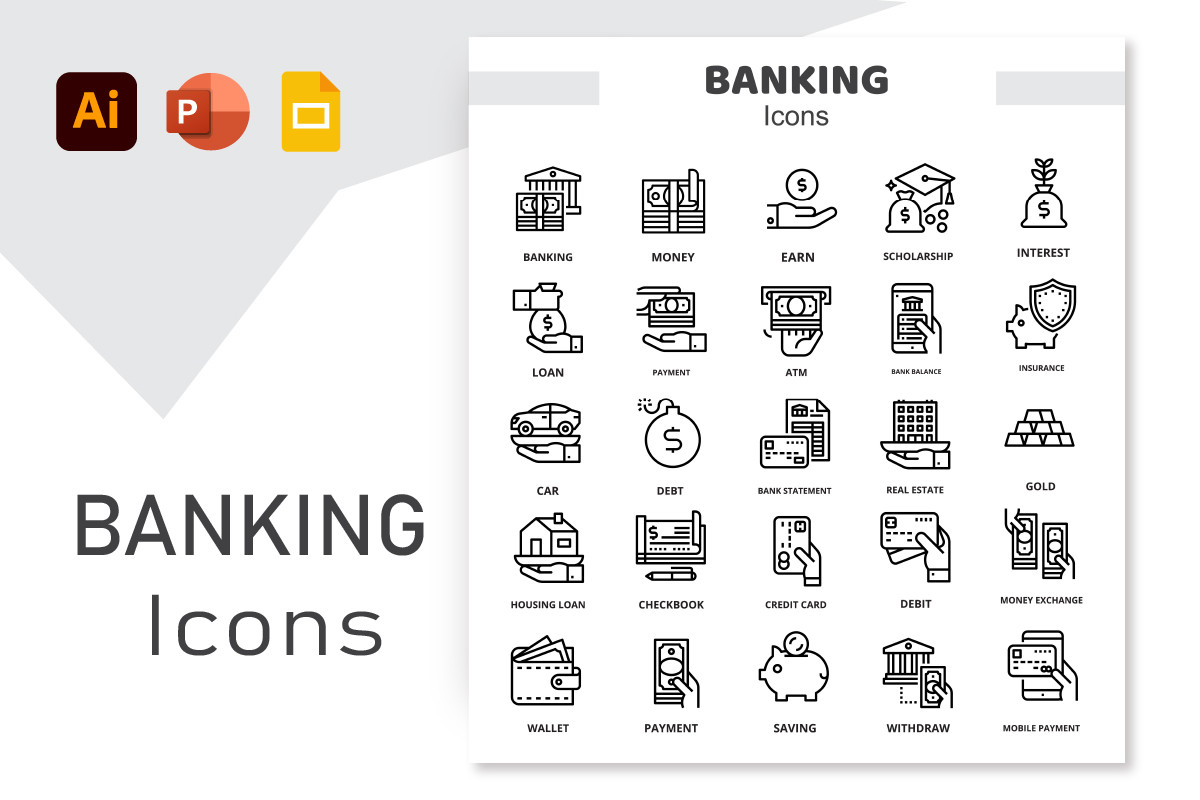 Ai
P
BANKING
Icons
BANKING
Icons
BANKING
MONEY
EARN
SCHOLARSHIP
INTEREST
LOAN
PAYMENT
ATM
BANK BALANCE
INSURANCE
CAR
DEBT
BANK STATEMENT
REAL ESTATE
GOLD
HOUSING LOAN
CHECKBOOK
CREDIT CARD
DEBIT
MONEY EXCHANGE
WALLET
PAYMENT
SAVING
WITHDRAW
MOBILE PAYMENT